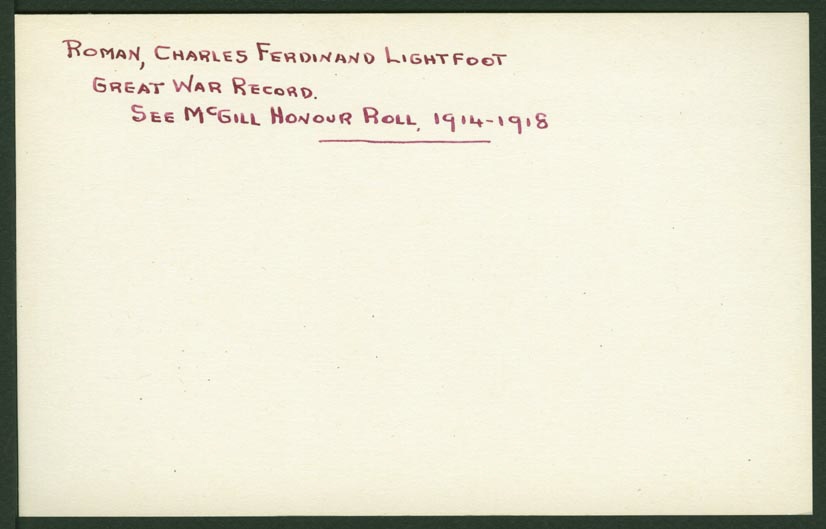 ROMAN, CHARLES FERDINAND LIGHTFOOT
GREAT WAR RECORD.
SEE McGILL HONOUR ROLL, 1914-1918